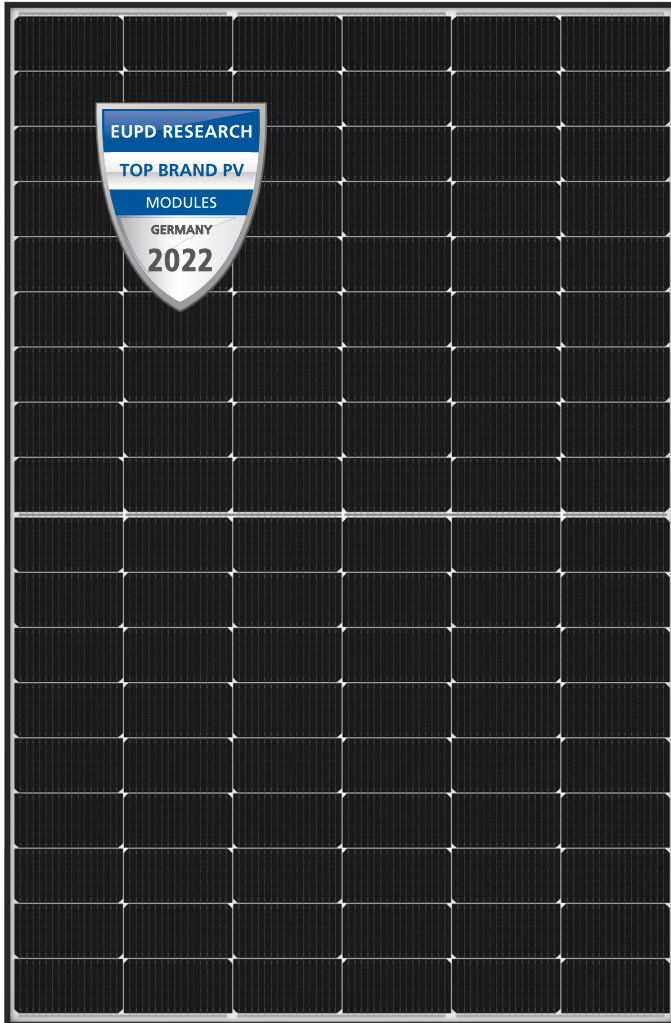 EUPD RESEARCH
TOP BRAND PV
MODULES
GERMANY
2022